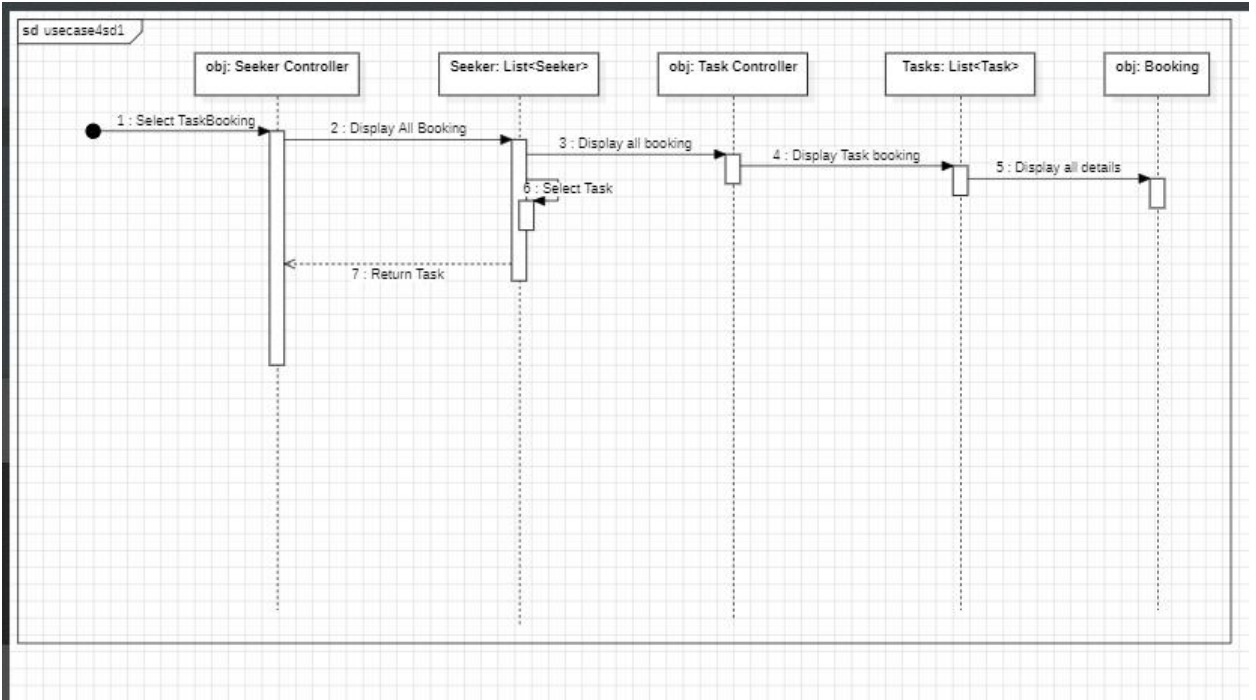 sd usecase4sd1
obj: Seeker Controller
Seeker: List<Seeker>
obj: Task Controller
Tasks: List<Task>
obj: Booking
1 : Select TaskBooking
2 : Display All Booking
3 : Display all booking
4 : Display Task booking
5 : Display all details
6 : Select Task
7 : Return Task